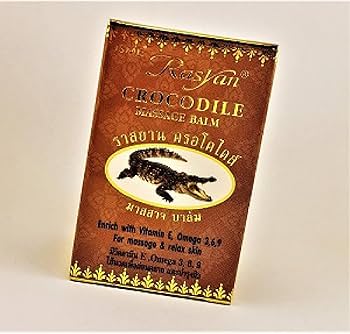 Rasyan®
CROCODILE
MASSAGE BALM
ราสยาน ครอโคไดล์
มาสสาจ บาล์ม
Enrich with Vitamin E, Omega 3,6,9
For massage & relax skin